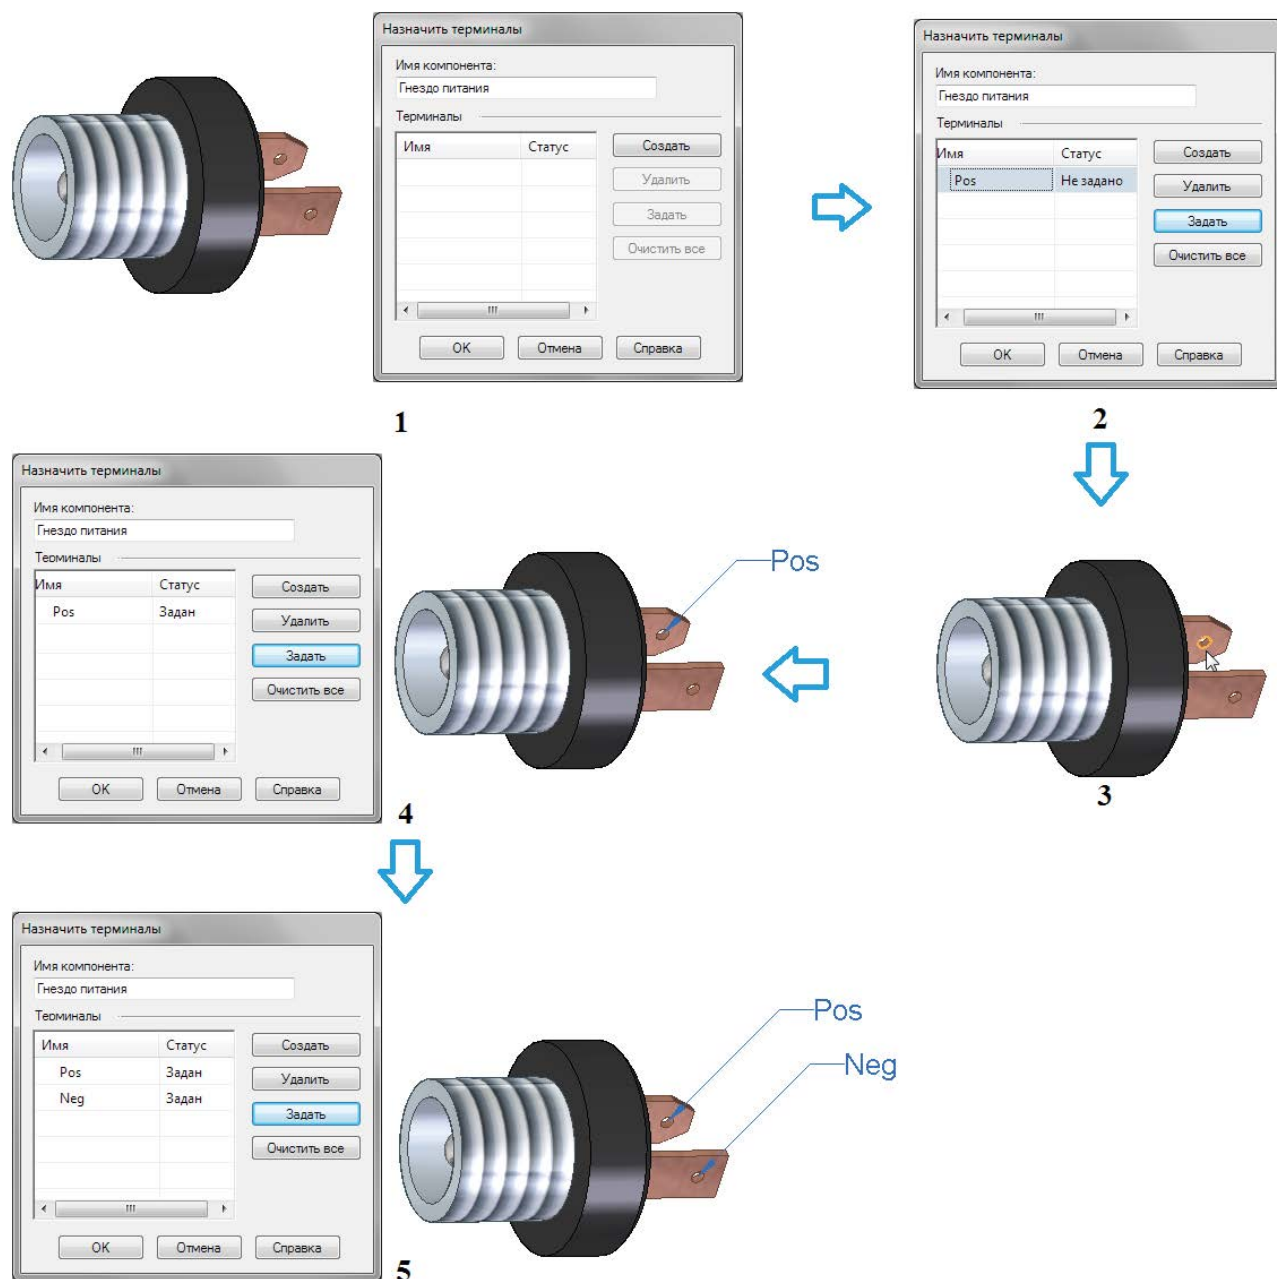 Назначить терминалы
Имя компонента:
Гнездо питания
Терминалы
Имя Статус
Создать
Удалить
Задать
Очистить все
ОК Отмена Справка
1
Назначить терминалы
Имя компонента:
Гнездо питания
Терминалы
Имя Статус
Pos Не задано
Создать
Удалить
Задать
Очистить все
ОК Отмена Справка
2
3
Назначить терминалы
Имя компонента:
Гнездо питания
Терминалы
Имя Статус
Pos Задан
Создать
Удалить
Задать
Очистить все
ОК Отмена Справка
Pos
4
Назначить терминалы
Имя компонента:
Гнездо питания
Терминалы
Имя Статус
Pos Задан
Neg Задан
Создать
Удалить
Задать
Очистить все
ОК Отмена Справка
Pos
Neg
5